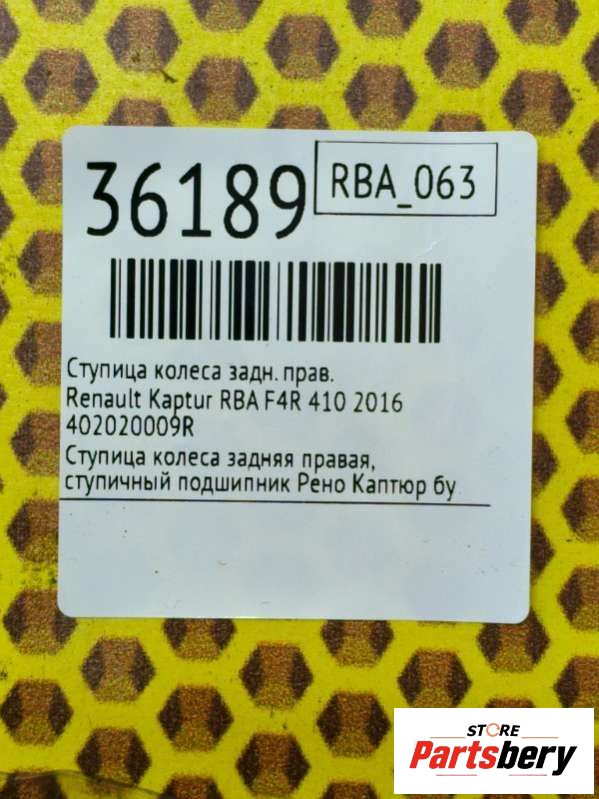 36189
RBA_063
Ступица колеса задн. прав.
Renault Kaptur RBA F4R 410 2016
402020009R
Ступица колеса задняя правая,
ступичный подшипник Рено Каптюр бу
STORE
Partsbery